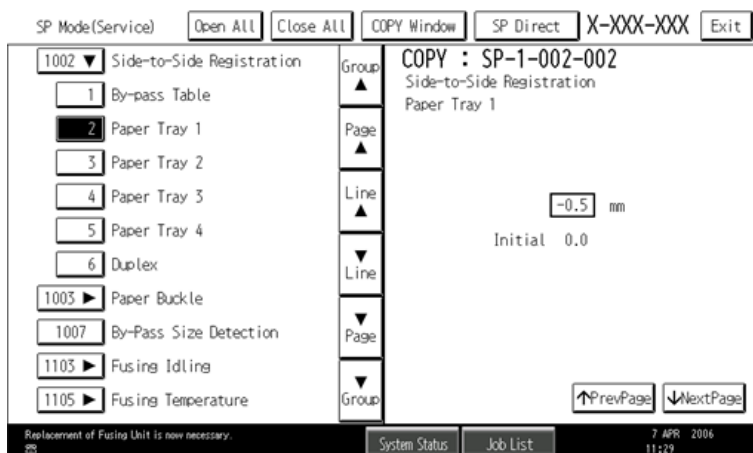 SP Mode(Service) Open All Close All COPY Window SP Direct X-XXX-XXX Exit
1002 ▼ Side-to-Side Registration
1 By-pass Table
2 Paper Tray 1
3 Paper Tray 2
4 Paper Tray 3
5 Paper Tray 4
6 Duplex
1003 ► Paper Buckle
1007 By-Pass Size Detection
1103 ► Fusing Idling
1105 ► Fusing Temperature
Group
▲
Page
▲
Line
▲
▼
Line
▼
Page
▼
Group
COPY : SP-1-002-002
Side-to-Side Registration
Paper Tray 1
-0.5 mm
Initial 0.0
↑PrevPage ↓NextPage
Replacement of Fusing Unit is now necessary.
System Status Job List
7 APR 2006
11:29